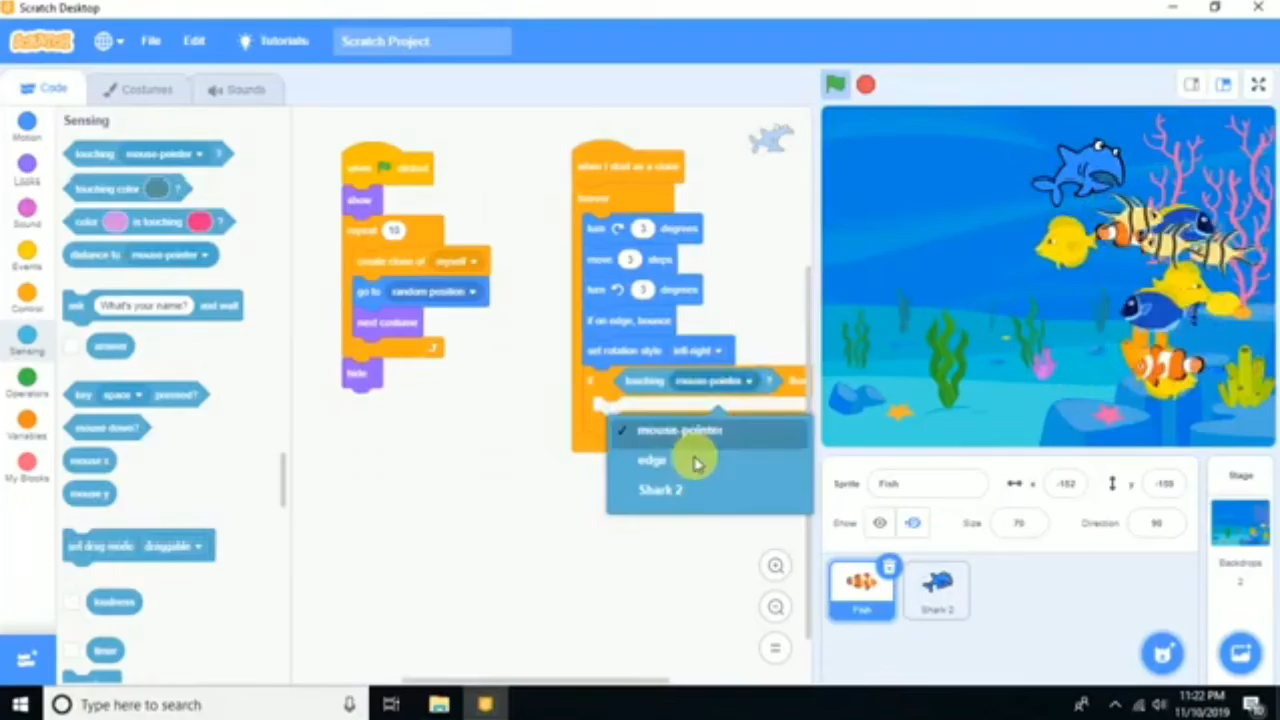 Scratch Desktop
SCRATCH File Edit Tutorials Scratch Project
Code Costumes Sounds
Motion
Looks
Sound
Events
Control
Sensing
Operators
Variables
My Blocks
Sensing
touching mouse-pointer ?
touching color ?
color is touching ?
distance to mouse-pointer
ask What's your name? and wait
answer
key space pressed?
mouse down?
mouse x
mouse y
set drag mode draggable
loudness
timer
when clicked
show
repeat 10
create clone of myself
go to random position
next costume
hide
when I start as a clone
forever
turn 3 degrees
move 3 steps
turn 3 degrees
if on edge, bounce
set rotation style left-right
if touching mouse-pointer ? then
✓ mouse-pointer
edge
Shark 2
Sprite Fish x -152 y
Show Size 70 Direction 90
Fish
Shark 2
Stage
Backdrops
2
Type here to search
11:22 PM
11/10/2019